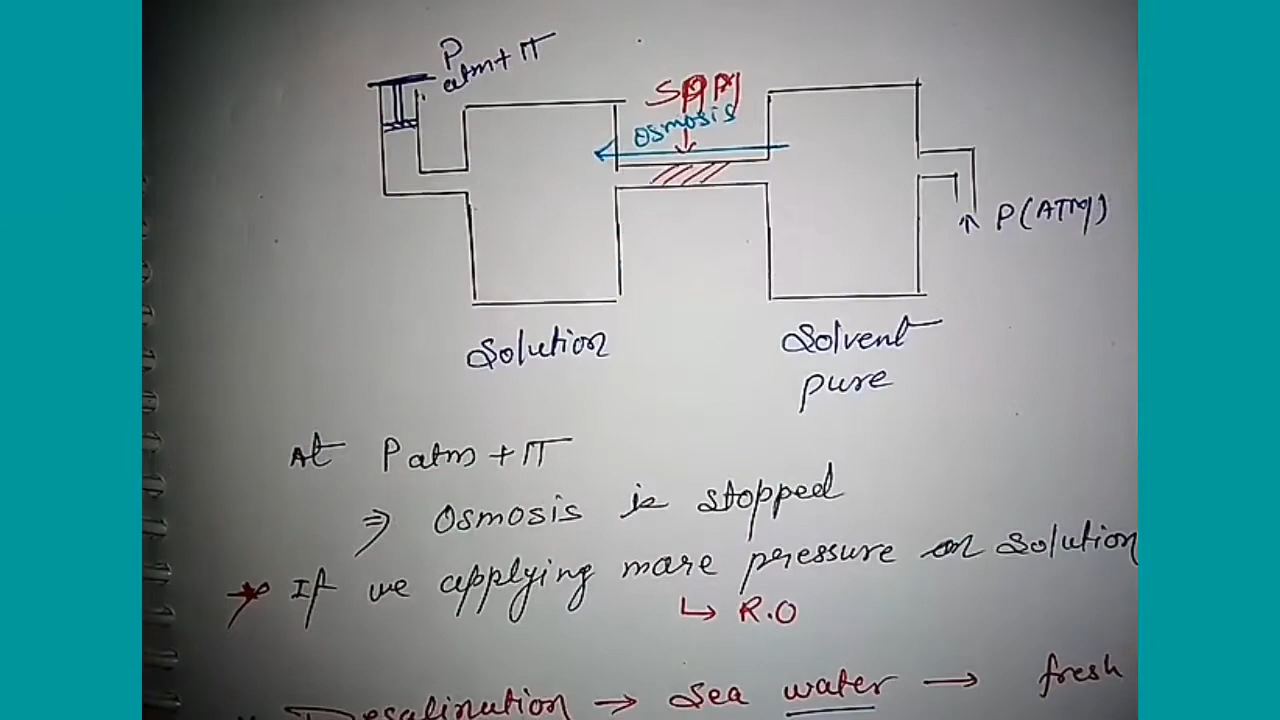 P atm + π
SPM
osmosis
P(ATM)
Solution
Solvent
pure
At P atm + π
⇒ Osmosis is stopped
* If we applying more pressure on Solution
↳ R.O
Desalination → Sea water → fresh